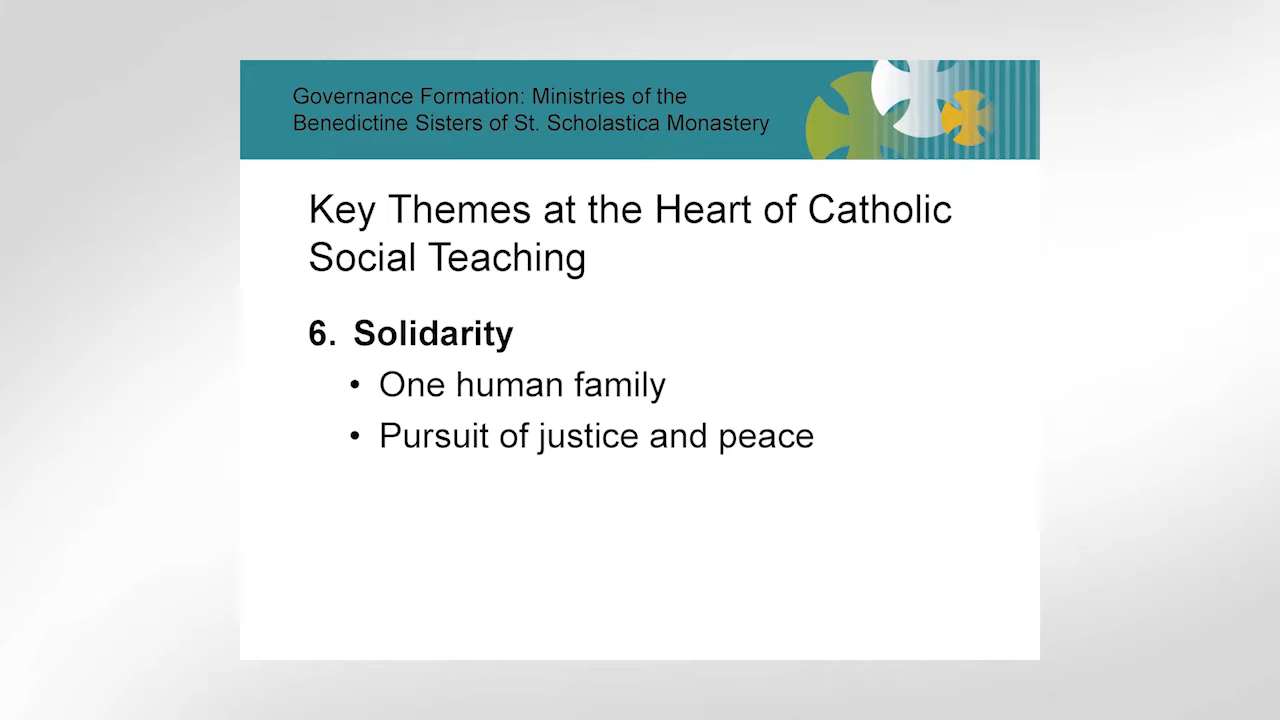 Governance Formation: Ministries of the
Benedictine Sisters of St. Scholastica Monastery
Key Themes at the Heart of Catholic
Social Teaching
6. Solidarity
• One human family
• Pursuit of justice and peace